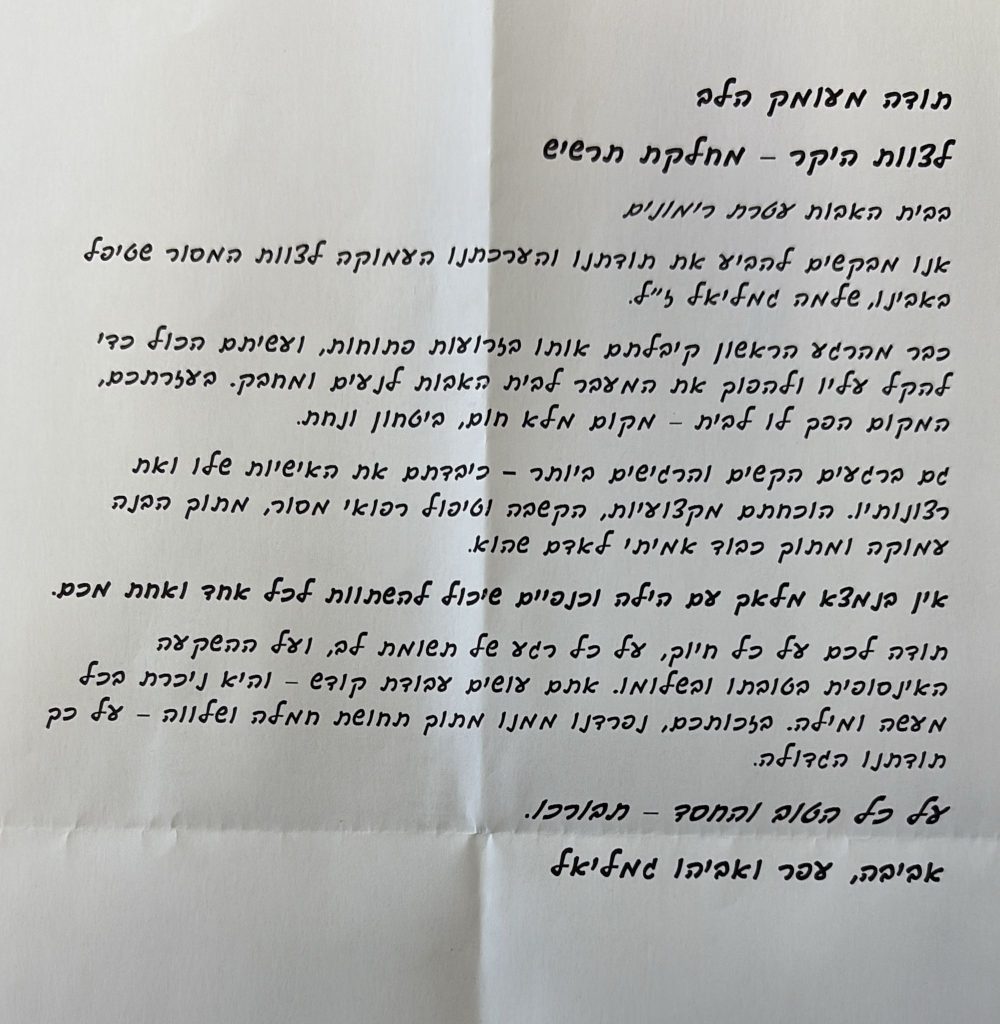 תודה מעומק הלב
לצוות היקר – מחלקת תרשיש
בבית האבות עטרת רימונים
אנו מבקשים להביע את תודתנו והערכתנו העמוקה לצוות המסור שטיפל
באבינו, שלמה גמליאל ז״ל.
כבר מהרגע הראשון קיבלתם אותו בזרועות פתוחות, ועשיתם הכול כדי
להקל עליו ולהפוך את המעבר לבית האבות לנעים ומחבק. בעזרתכם,
המקום הפך לו לבית – מקום מלא חום, ביטחון ונחת.
גם ברגעים הקשים והרגישים ביותר – כיבדתם את האישיות שלו ואת
רצונותיו. הוכחתם מקצועיות, הקשבה וטיפול רפואי מסור, מתוך הבנה
עמוקה ומתוך כבוד אמיתי לאדם שהוא.
אין בנמצא מלאך עם הילה וכנפיים שיכול להשתוות לכל אחד ואחת מכם.
תודה לכם על כל חיוך, על כל רגע של תשומת לב, ועל ההשקעה
האינסופית בטובתו ובשלומו. אתם עושים עבודת קודש – והיא ניכרת בכל
מעשה ומילה. בזכותכם, נפרדנו ממנו מתוך תחושת חמלה ושלווה – על כך
תודתנו הגדולה.
על כל הטוב והחסד – תבורכו.
אביבה, עפר ואביהו גמליאל